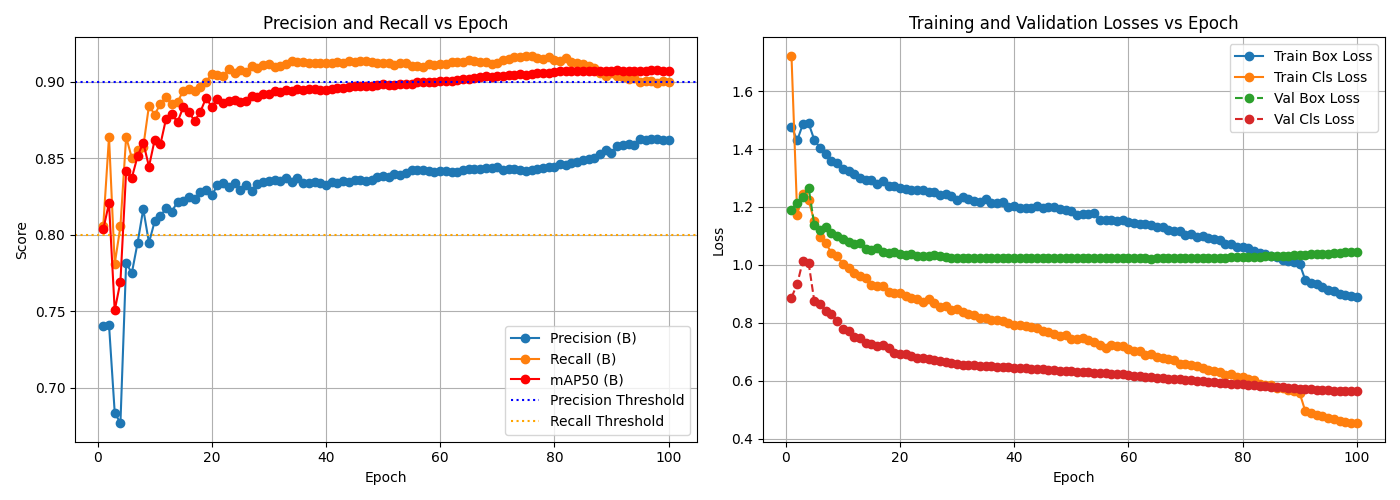 Precision and Recall vs Epoch
Score
0.90
0.85
0.80
0.75
0.70
0 20 40 60 80 100
Epoch
Precision (B)
Recall (B)
mAP50 (B)
Precision Threshold
Recall Threshold
Training and Validation Losses vs Epoch
Loss
1.6
1.4
1.2
1.0
0.8
0.6
0.4
0 20 40 60 80 100
Epoch
Train Box Loss
Train Cls Loss
Val Box Loss
Val Cls Loss